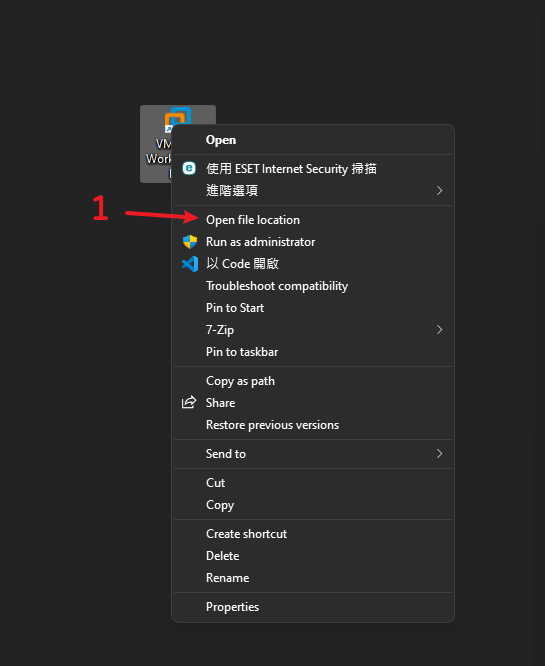 VM
Work
Open
使用 ESET Internet Security 掃描
進階選項
1
Open file location
Run as administrator
以 Code 開啟
Troubleshoot compatibility
Pin to Start
7-Zip
Pin to taskbar
Copy as path
Share
Restore previous versions
Send to
Cut
Copy
Create shortcut
Delete
Rename
Properties